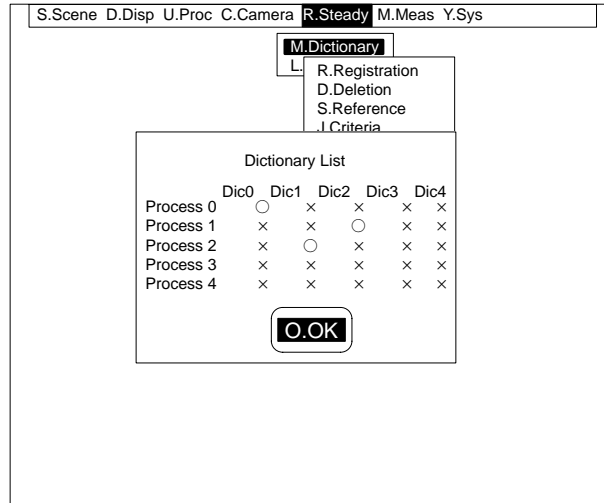 S.Scene D.Disp U.Proc C.Camera R.Steady M.Meas Y.Sys
M.Dictionary
L.
R.Registration
D.Deletion
S.Reference
J.Criteria
Dictionary List
Dic0 Dic1 Dic2 Dic3 Dic4
Process 0 ○ × × × ×
Process 1 × × ○ × ×
Process 2 × ○ × × ×
Process 3 × × × × ×
Process 4 × × × × ×
O.OK